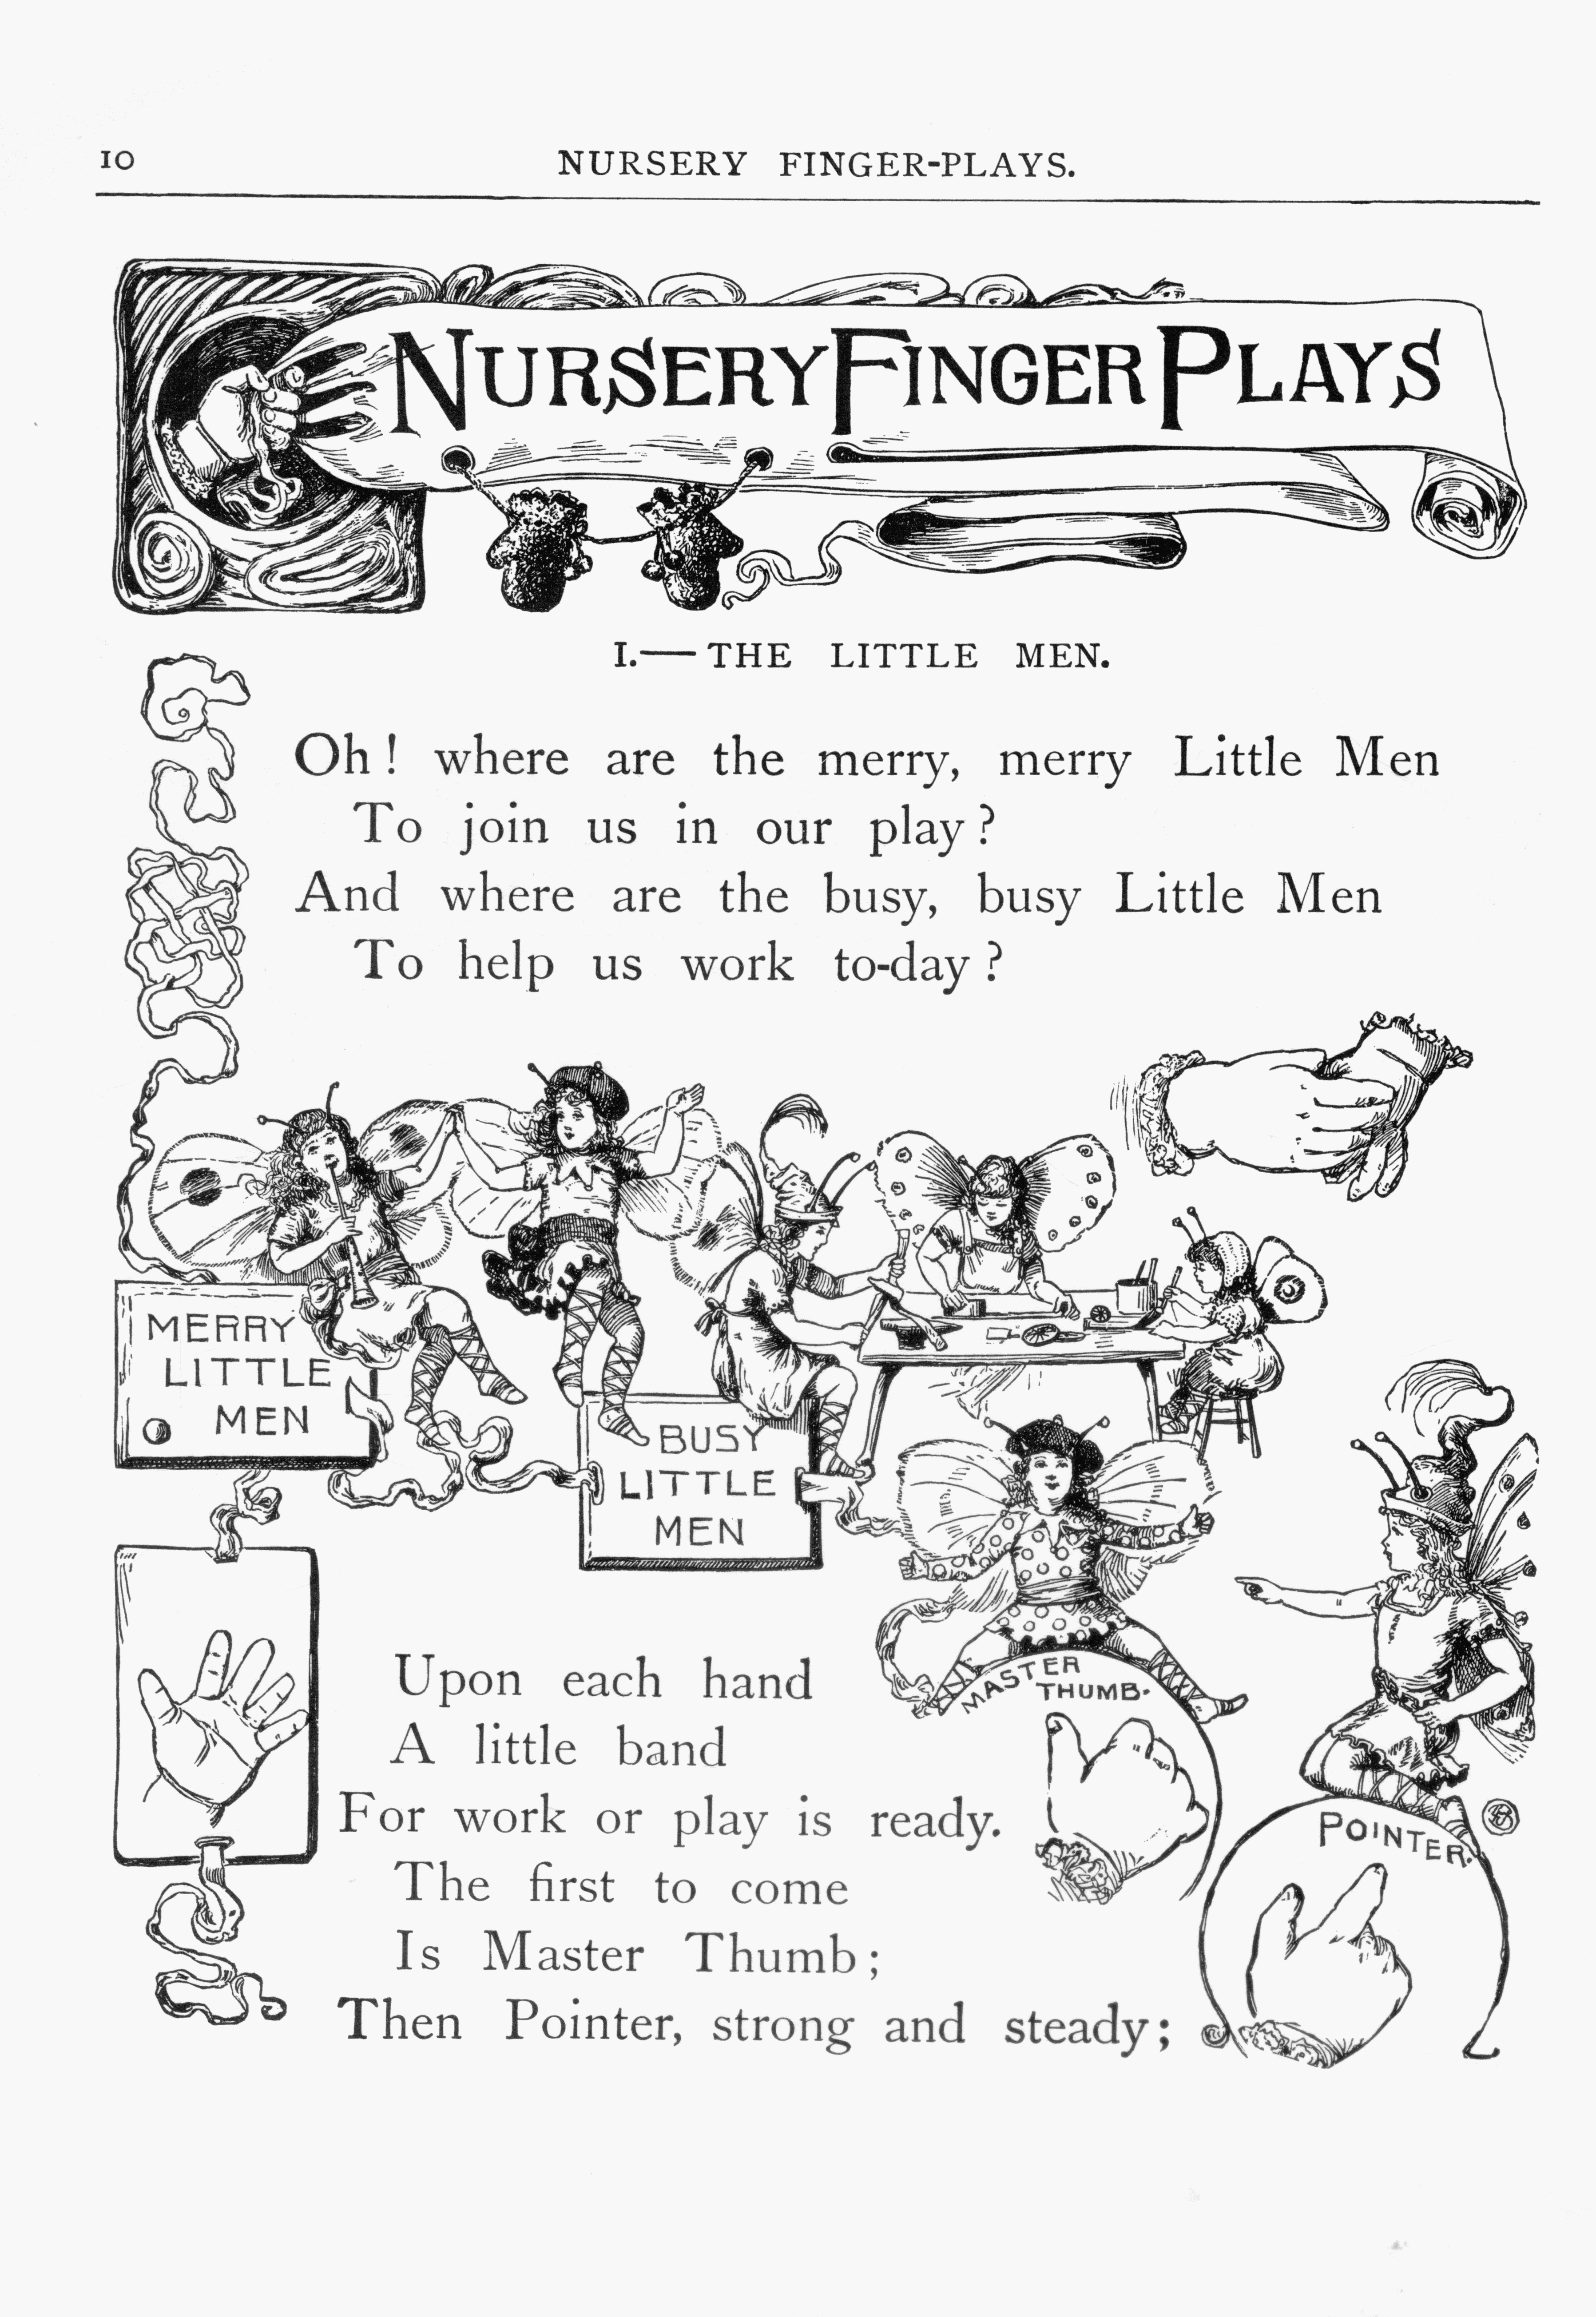 10
NURSERY FINGER-PLAYS.
NURSERY FINGER PLAYS
I.—THE LITTLE MEN.
Oh! where are the merry, merry Little Men
To join us in our play?
And where are the busy, busy Little Men
To help us work to-day?
MERRY
LITTLE
MEN
BUSY
LITTLE
MEN
MASTER
THUMB.
POINTER.
Upon each hand
A little band
For work or play is ready.
The first to come
Is Master Thumb;
Then Pointer, strong and steady;